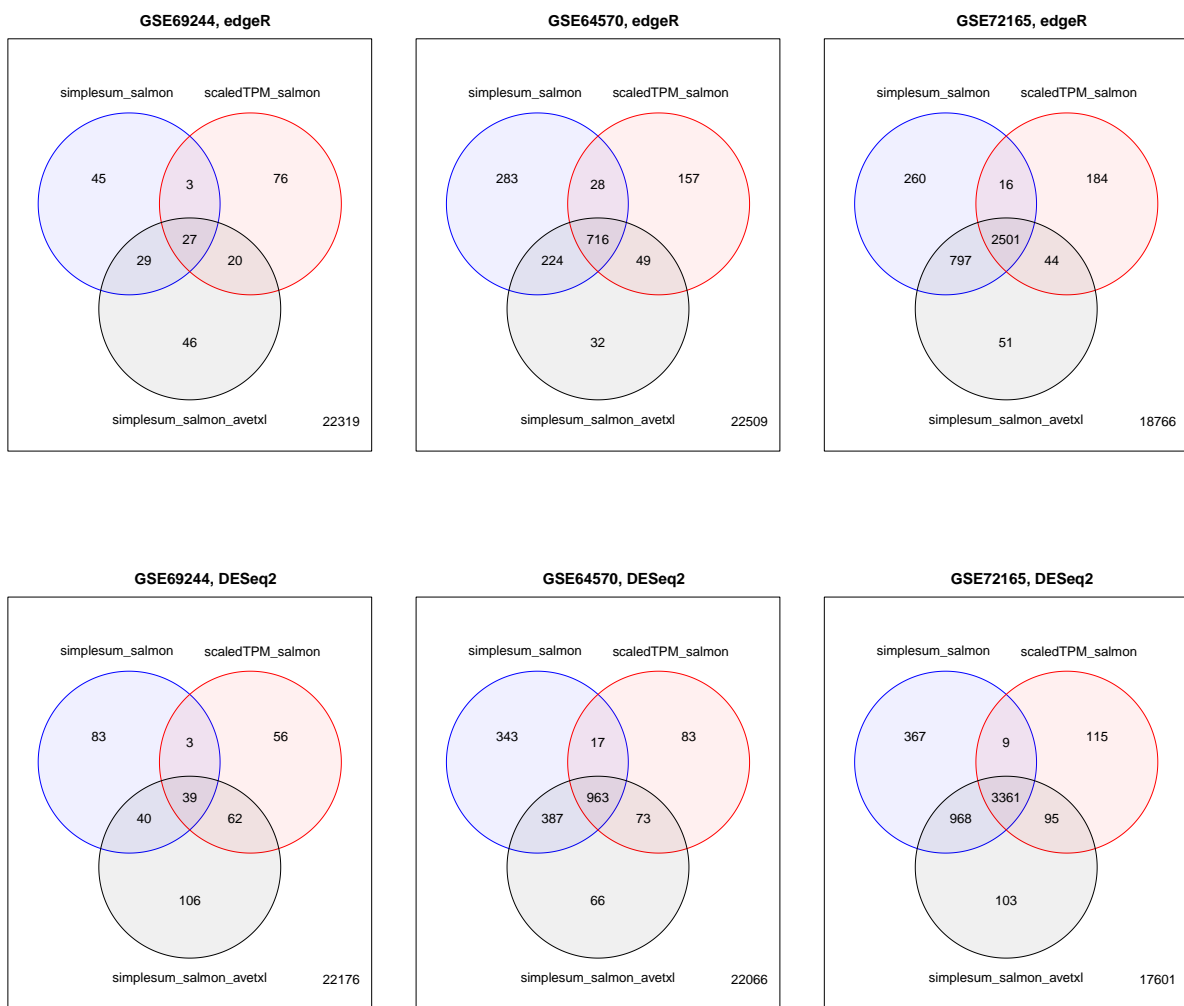 GSE69244, edgeR
simplesum_salmon scaledTPM_salmon
45 3 76
27
29 20
46
simplesum_salmon_avetxl 22319
GSE64570, edgeR
simplesum_salmon scaledTPM_salmon
283 28 157
716
224 49
32
simplesum_salmon_avetxl 22509
GSE72165, edgeR
simplesum_salmon scaledTPM_salmon
260 16 184
2501
797 44
51
simplesum_salmon_avetxl 18766
GSE69244, DESeq2
simplesum_salmon scaledTPM_salmon
83 3 56
39
40 62
106
simplesum_salmon_avetxl 22176
GSE64570, DESeq2
simplesum_salmon scaledTPM_salmon
343 17 83
963
387 73
66
simplesum_salmon_avetxl 22066
GSE72165, DESeq2
simplesum_salmon scaledTPM_salmon
367 9 115
3361
968 95
103
simplesum_salmon_avetxl 17601